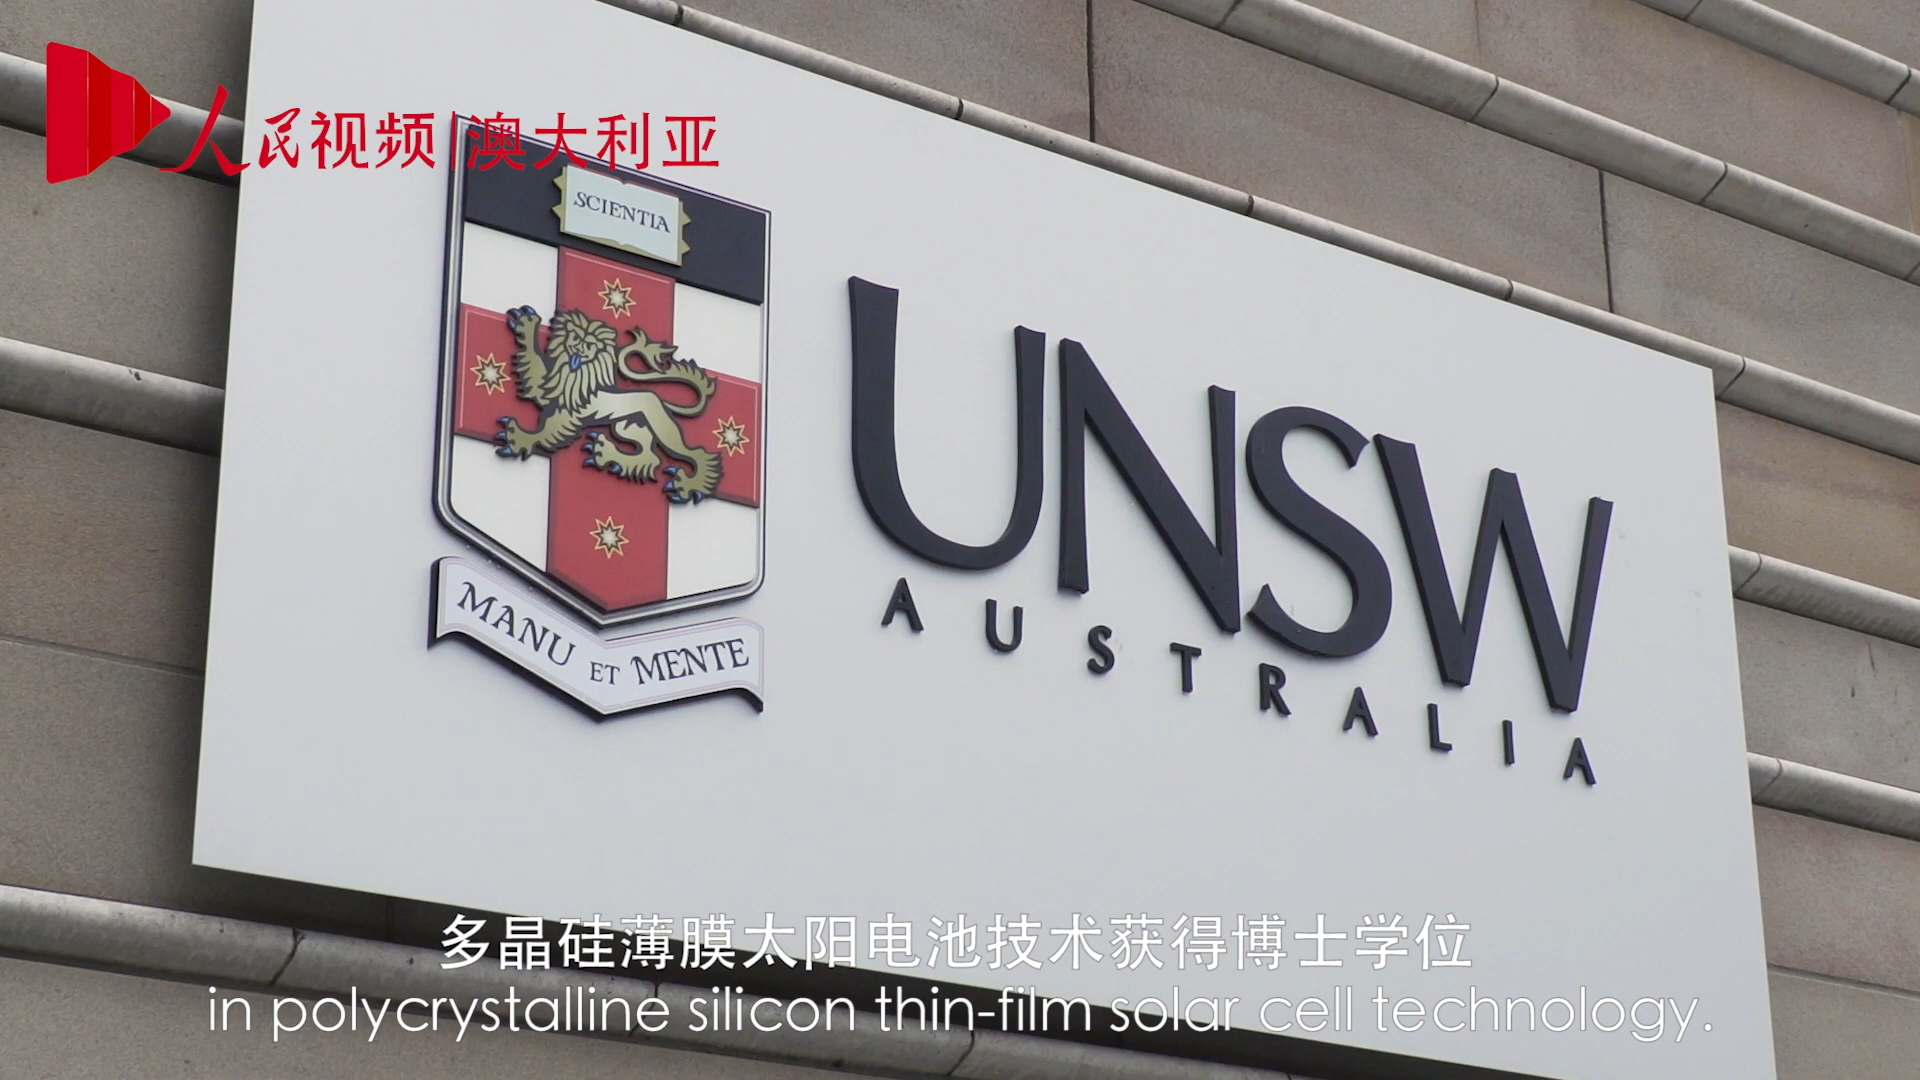 人民视频|澳大利亚
SCIENTIA
MANU ET MENTE
UNSW
AUSTRALIA
多晶硅薄膜太阳电池技术获得博士学位
in polycrystalline silicon thin-film solar cell technology.